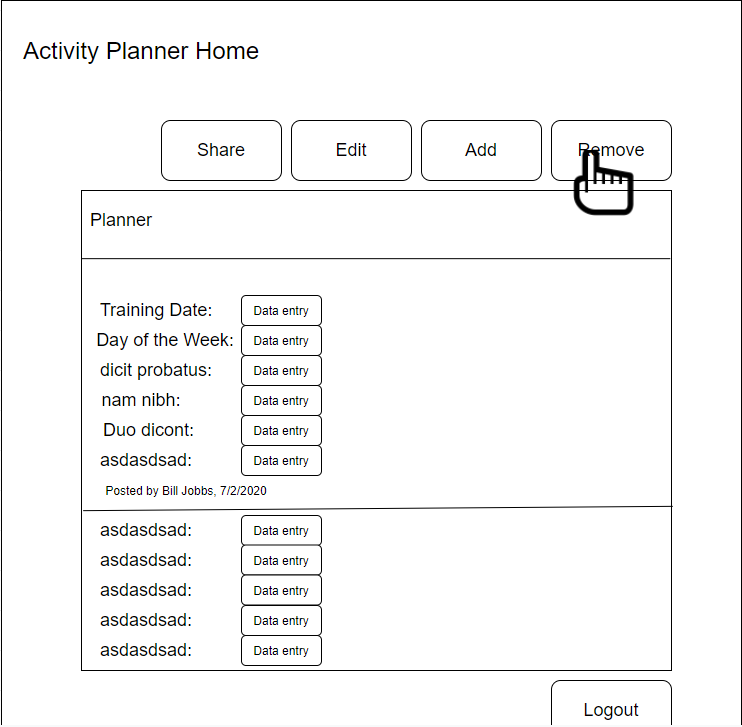 Activity Planner Home
Share Edit Add Remove
Planner
Training Date: Data entry
Day of the Week: Data entry
dicit probatus: Data entry
nam nibh: Data entry
Duo dicont: Data entry
asdasdsad: Data entry
Posted by Bill Jobbs, 7/2/2020
asdasdsad: Data entry
asdasdsad: Data entry
asdasdsad: Data entry
asdasdsad: Data entry
asdasdsad: Data entry
Logout